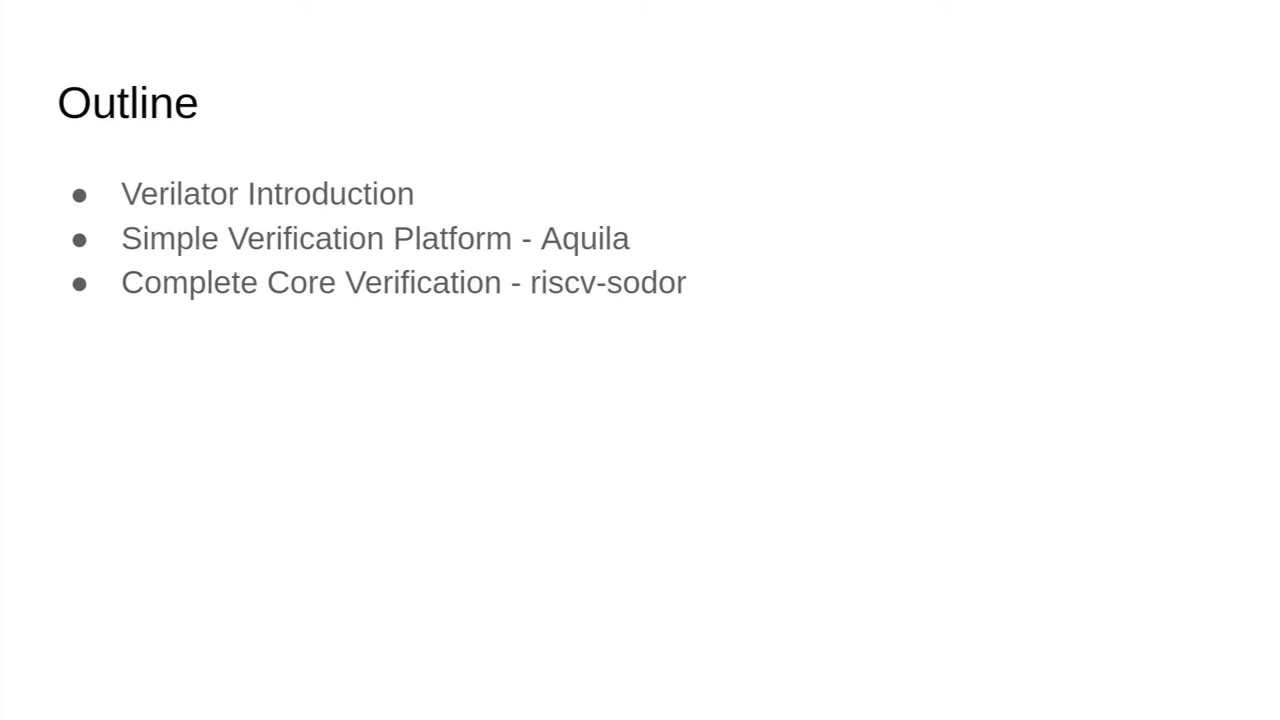 Outline
● Verilator Introduction
● Simple Verification Platform - Aquila
● Complete Core Verification - riscv-sodor